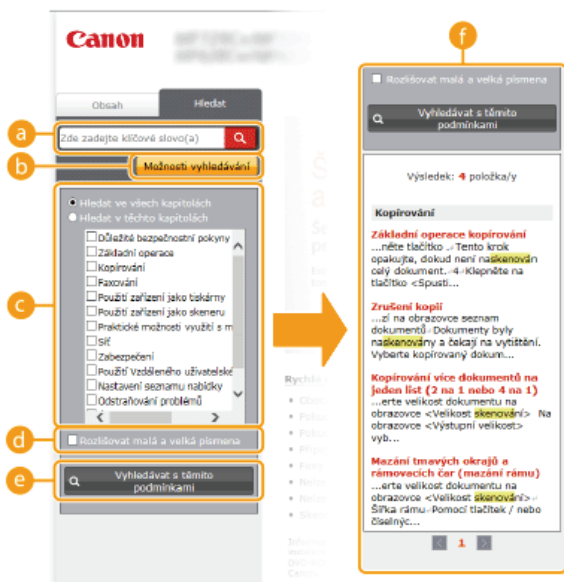 Canon
Obsah
Hledat
a
Zde zadejte klíčové slovo(a)
b
Možnosti vyhledávání
c
Hledat ve všech kapitolách
Hledat v těchto kapitolách
Důležité bezpečnostní pokyny
Základní operace
Kopírování
Faxování
Použití zařízení jako tiskárny
Použití zařízení jako skeneru
Praktické možnosti využití s m
Síť
Zabezpečení
Použití Vzdáleného uživatelské
Nastavení seznamu nabídky
Odstraňování problémů
d
Rozlišovat malá a velká písmena
e
Vyhledávat s těmito
podmínkami
f
Rozlišovat malá a velká písmena
Vyhledávat s těmito
podmínkami
Výsledek: 4 položka/y
Kopírování
Základní operace kopírování
...něte tlačítko .Tento krok
opakujte, dokud není naskenován
celý dokument. 4 Klepněte na
tlačítko <Spusti...
Zrušení kopií
...zí na obrazovce seznam
dokumentů Dokumenty byly
naskenovány a čekají na vytištění.
Vyberte kopírovaný dokum...
Kopírování více dokumentů na
jeden list (2 na 1 nebo 4 na 1)
...erte velikost dokumentu na
obrazovce <Velikost skenování> Na
obrazovce <Výstupní velikost>
vyb...
Mazání tmavých okrajů a
rámovacích čar (mazání rámu)
...erte velikost dokumentu na
obrazovce <Velikost skenování>
Šířka rámu Pomocí tlačítek / nebo
číselnýc...
< 1 >